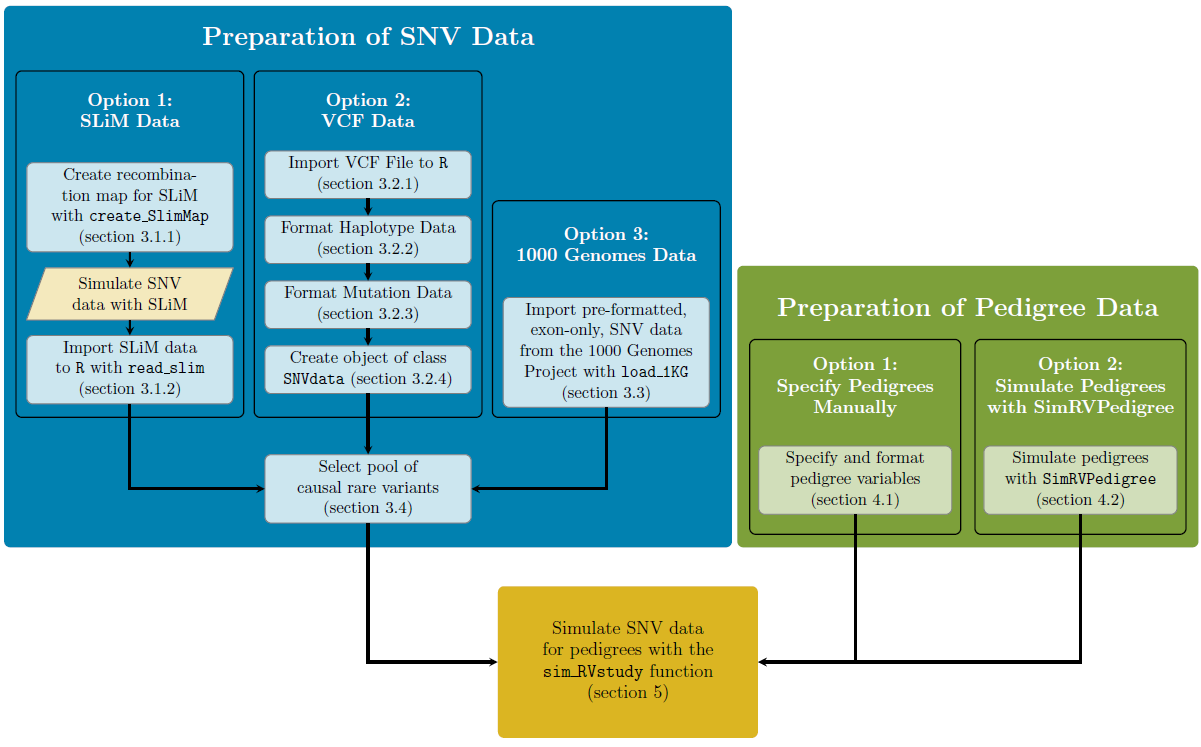 Preparation of SNV Data
Option 1:
SLiM Data
Create recombina-
tion map for SLiM
with create_SlimMap
(section 3.1.1)
Simulate SNV
data with SLiM
Import SLiM data
to R with read_slim
(section 3.1.2)
Option 2:
VCF Data
Import VCF File to R
(section 3.2.1)
Format Haplotype Data
(section 3.2.2)
Format Mutation Data
(section 3.2.3)
Create object of class
SNVdata (section 3.2.4)
Option 3:
1000 Genomes Data
Import pre-formatted,
exon-only, SNV data
from the 1000 Genomes
Project with load_1KG
(section 3.3)
Select pool of
causal rare variants
(section 3.4)
Preparation of Pedigree Data
Option 1:
Specify Pedigrees
Manually
Specify and format
pedigree variables
(section 4.1)
Option 2:
Simulate Pedigrees
with SimRVPedigree
Simulate pedigrees
with SimRVPedigree
(section 4.2)
Simulate SNV data
for pedigrees with the
sim_RVstudy function
(section 5)